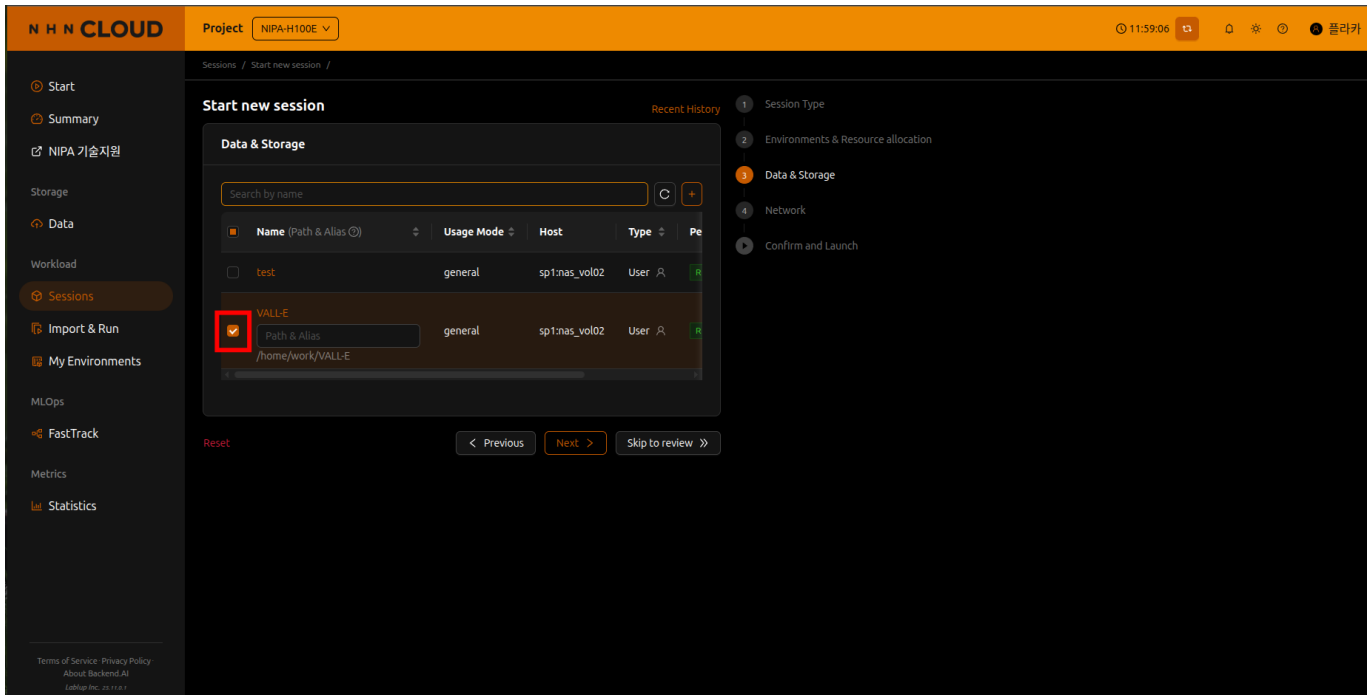 NHN CLOUD
Project NIPA-H100E
11:59:06
플라카
Start
Summary
NIPA 기술지원
Storage
Data
Workload
Sessions
Import & Run
My Environments
MLOps
FastTrack
Metrics
Statistics
Terms of Service· Privacy Policy·
About Backend.AI
Lablup Inc.
Sessions / Start new session /
Start new session
Recent History
Data & Storage
Search by name
Name (Path & Alias) Usage Mode Host Type Pe
test general sp1:nas_vol02 User R
VALL-E
Path & Alias
/home/work/VALL-E
general sp1:nas_vol02 User R
Reset
< Previous
Next >
Skip to review »
1 Session Type
2 Environments & Resource allocation
3 Data & Storage
4 Network
Confirm and Launch